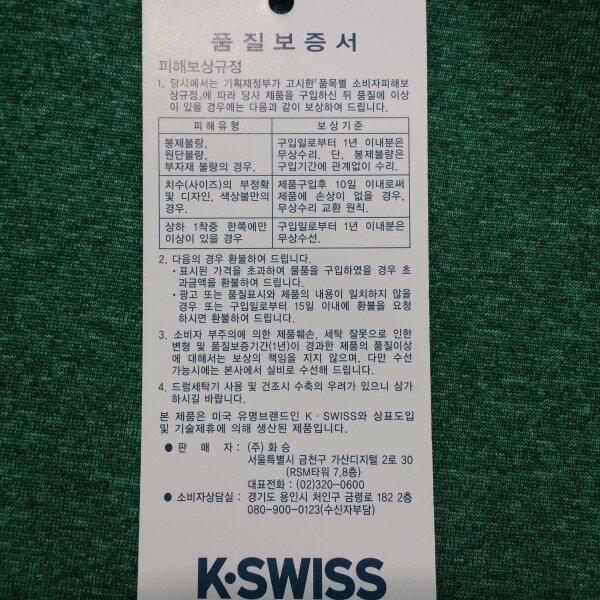 품질보증서
피해보상규정
1. 당사에서는 기획재정부가 고시한「품목별 소비자피해보
상규정」에 따라 당사 제품을 구입하신 뒤 품질에 이상
이 있을 경우에는 다음과 같이 보상하여 드립니다.
피해유형 보상기준
봉제불량, 구입일로부터 1년 이내분은
원단불량, 무상수리. 단, 봉제불량은
부자재 불량의 경우. 구입기간에 관계없이 수리.
치수(사이즈)의 부정확 제품구입후 10일 이내로써
및 디자인, 색상불만의 제품에 손상이 없을 경우.
경우. 무상수리 교환 원칙.
상하 1착중 한쪽에만 구입일로부터 1년 이내분은
이상이 있을 경우 무상수선.
2. 다음의 경우 환불하여 드립니다.
• 표시된 가격을 초과하여 물품을 구입하였을 경우 초
과금액을 환불하여 드립니다.
• 광고 또는 품질표시와 제품의 내용이 일치하지 않을
경우 또는 구입일로부터 15일 이내에 환불을 요청
하시면 환불하여 드립니다.
3. 소비자 부주의에 의한 제품훼손, 세탁 잘못으로 인한
변형 및 품질보증기간(1년)이 경과한 제품의 품질이상
에 대해서는 보상의 책임을 지지 않으며, 다만 수선
가능시에는 본사에서 실비로 수선해 드립니다.
4. 드럼세탁기 사용 및 건조시 수축의 우려가 있으니 삼가
하시길 바랍니다.
본 제품은 미국 유명브랜드인 K·SWISS와 상표도입
및 기술제휴에 의해 생산된 제품입니다.
● 판 매 자 : (주) 화 승
서울특별시 금천구 가산디지털 2로 30
(RSM타워 7,8층)
대표전화 : (02)320-0600
● 소비자상담실 : 경기도 용인시 처인구 금령로 182 2층
080-900-0123(수신자부담)
K·SWISS